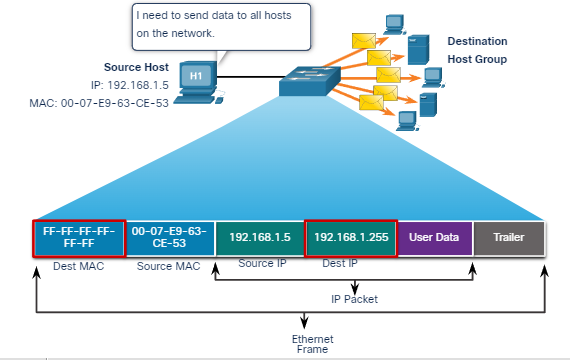 I need to send data to all hosts
on the network.
Destination
Host Group
Source Host
H1
IP: 192.168.1.5
MAC: 00-07-E9-63-CE-53
FF-FF-FF-FF-
FF-FF
00-07-E9-63-
CE-53
192.168.1.5
192.168.1.255
User Data
Trailer
Dest MAC
Source MAC
Source IP
Dest IP
IP Packet
Ethernet
Frame